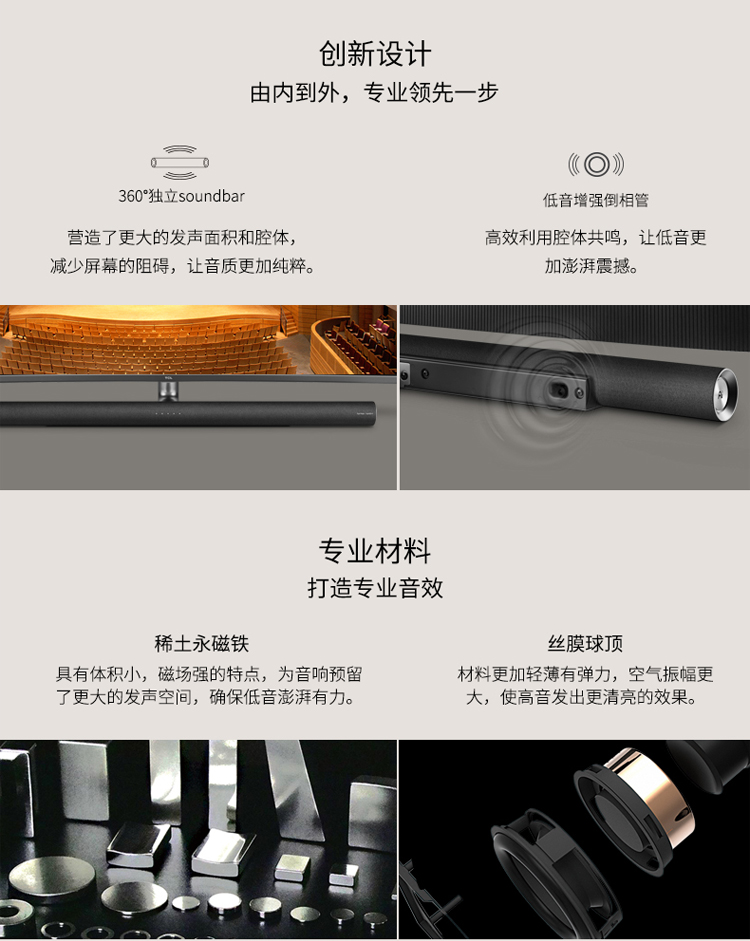 创新设计
由内到外，专业领先一步
360°独立soundbar
低音增强倒相管
营造了更大的发声面积和腔体，
减少屏幕的阻碍，让音质更加纯粹。
高效利用腔体共鸣，让低音更
加澎湃震撼。
专业材料
打造专业音效
稀土永磁铁
丝膜球顶
具有体积小，磁场强的特点，为音响预留
了更大的发声空间，确保低音澎湃有力。
材料更加轻薄有弹力，空气振幅更
大，使高音发出更清亮的效果。